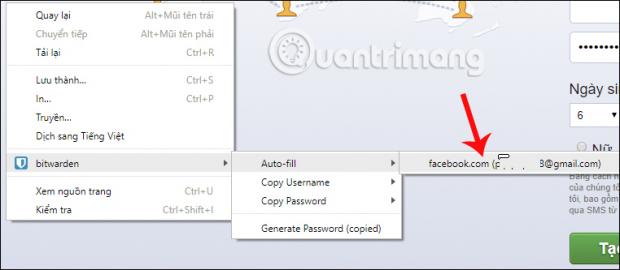 Quay lại Alt+Mũi tên trái
Chuyển tiếp Alt+Mũi tên phải
Tải lại Ctrl+R
Lưu thành... Ctrl+S
In... Ctrl+P
Truyền...
Dịch sang Tiếng Việt
bitwarden
Xem nguồn trang Ctrl+U
Kiểm tra Ctrl+Shift+I
Auto-fill
Copy Username
Copy Password
Generate Password (copied)
facebook.com ( 8@gmail.com)
Quantrimang
Ngày si
6
Nữ
Bằng cách n
của chúng tô
tôi, bao gồm
qua SMS từ
Tạo